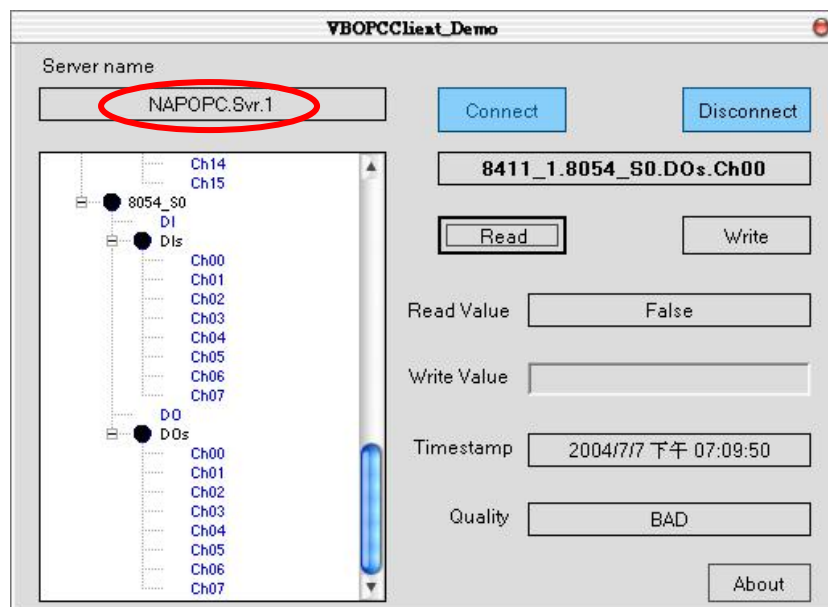 VBOPCClient_Demo
Server name
NAPOPC.Svr.1
Connect
Disconnect
8411_1.8054_S0.DOs.Ch00
Ch14
Ch15
8054_S0
DI
DIs
Ch00
Ch01
Ch02
Ch03
Ch04
Ch05
Ch06
Ch07
DO
DOs
Ch00
Ch01
Ch02
Ch03
Ch04
Ch05
Ch06
Ch07
Read
Write
Read Value
False
Write Value
Timestamp
2004/7/7 下午 07:09:50
Quality
BAD
About